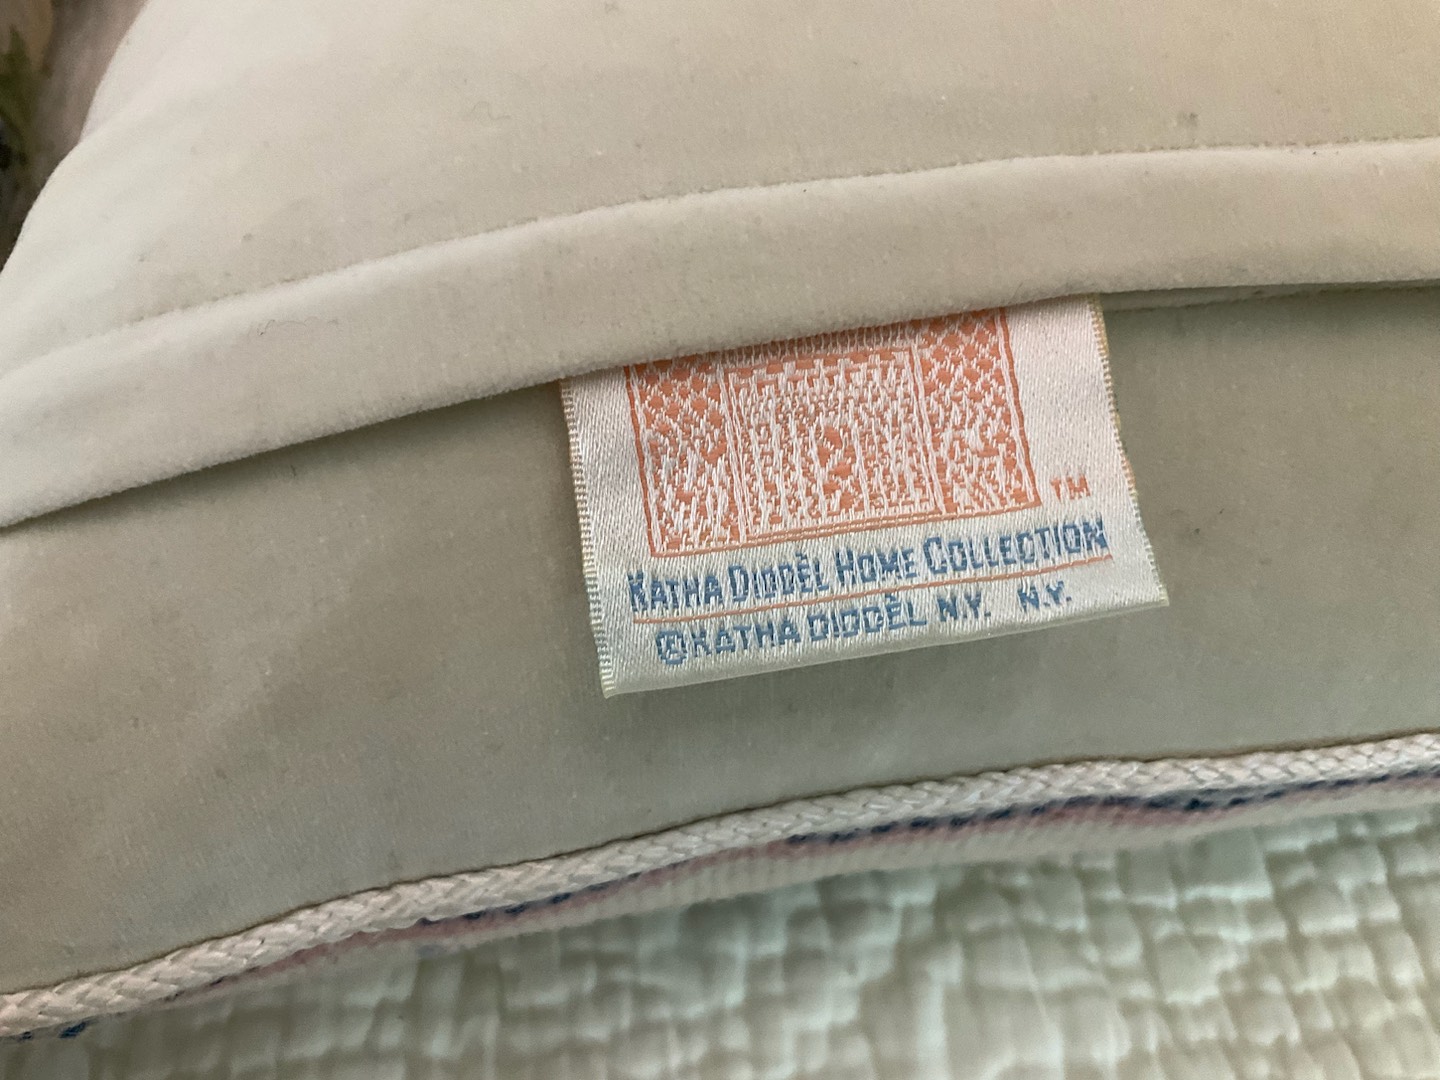 ™
KATHA DIDDÈL HOME COLLECTION
©KATHA DIDDÈL N.Y. N.Y.